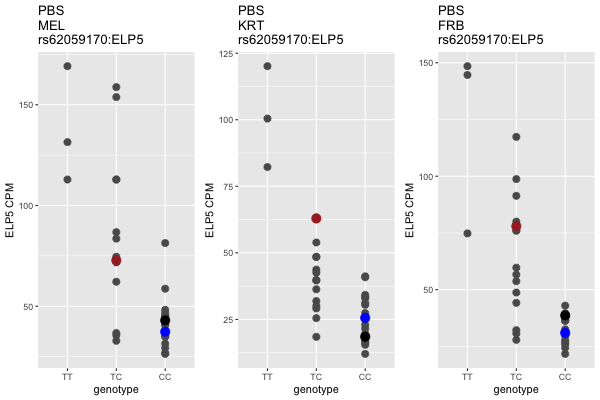 PBS
MEL
rs62059170:ELP5
150
100
50
ELP5 CPM
TT
TC
CC
genotype
PBS
KRT
rs62059170:ELP5
125
100
75
50
25
ELP5 CPM
TT
TC
CC
genotype
PBS
FRB
rs62059170:ELP5
150
100
50
ELP5 CPM
TT
TC
CC
genotype